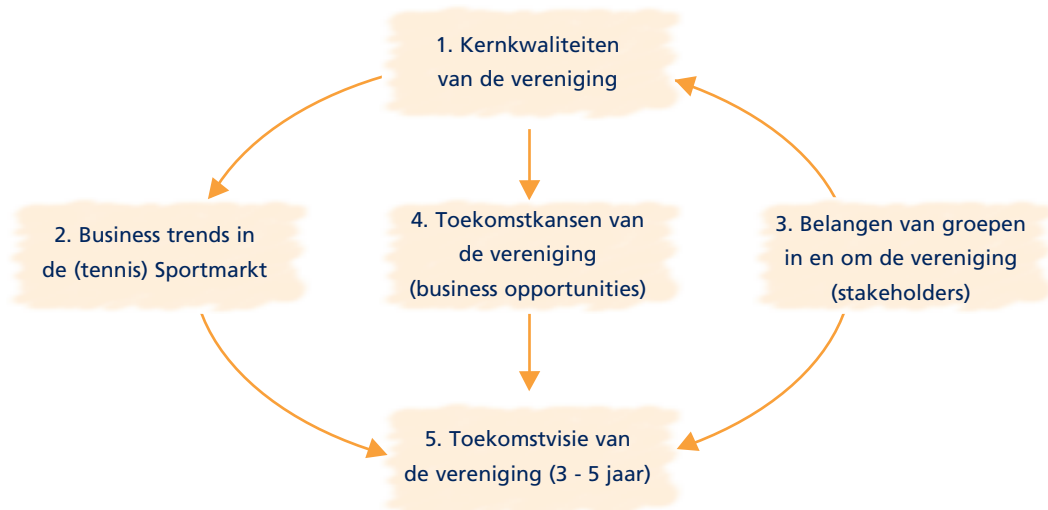 1. Kernkwaliteiten
van de vereniging
2. Business trends in
de (tennis) Sportmarkt
4. Toekomstkansen van
de vereniging
(business opportunities)
3. Belangen van groepen
in en om de vereniging
(stakeholders)
5. Toekomstvisie van
de vereniging (3 - 5 jaar)